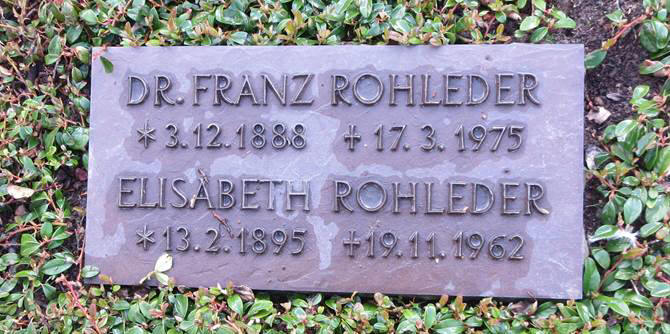 DR. FRANZ ROHLEDER
* 3.12.1888 + 17.3.1975
ELISABETH ROHLEDER
* 13.2.1895 + 19.11.1962